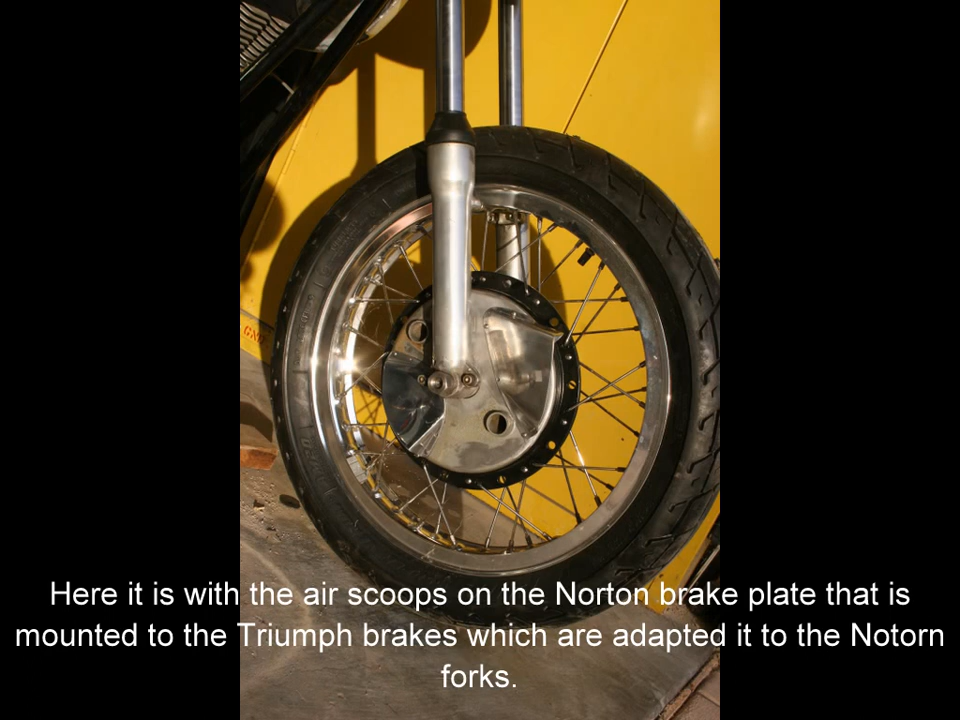 GND
Here it is with the air scoops on the Norton brake plate that is
mounted to the Triumph brakes which are adapted it to the Notorn
forks.